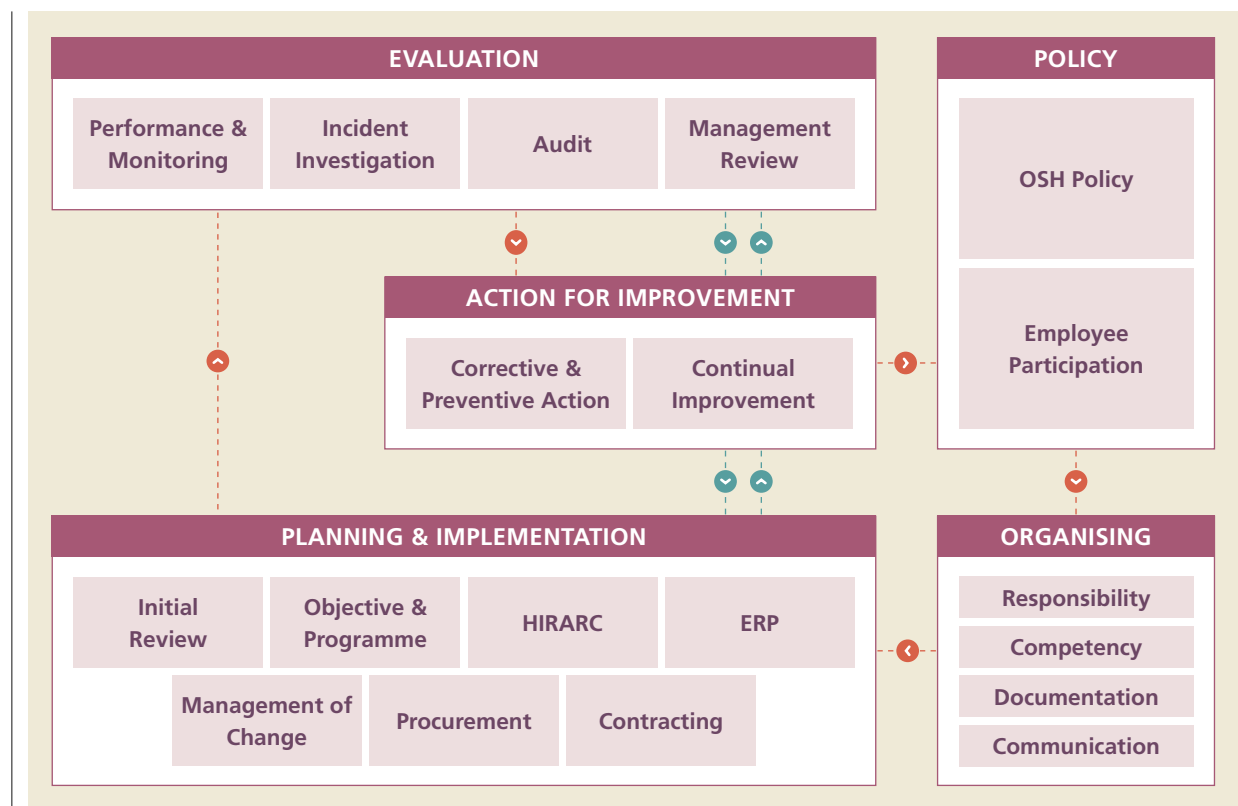 EVALUATION
Performance &
Monitoring
Incident
Investigation
Audit
Management
Review
POLICY
OSH Policy
Employee
Participation
ACTION FOR IMPROVEMENT
Corrective &
Preventive Action
Continual
Improvement
PLANNING & IMPLEMENTATION
Initial
Review
Objective &
Programme
HIRARC
ERP
Management of
Change
Procurement
Contracting
ORGANISING
Responsibility
Competency
Documentation
Communication